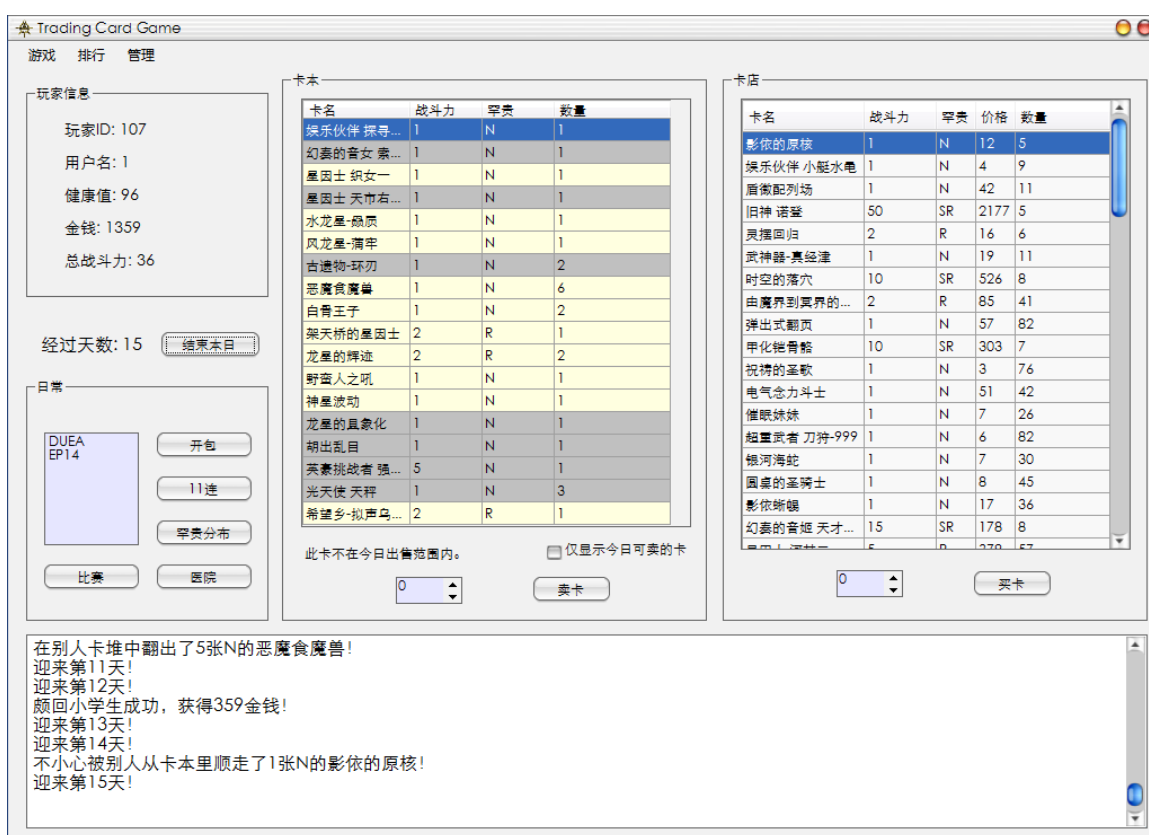 Trading Card Game
游戏 排行 管理
玩家信息
玩家ID: 107
用户名: 1
健康值: 96
金钱: 1359
总战斗力: 36
经过天数: 15 结束本日
日常
DUEA
EP14
开包
11连
罕贵分布
比赛 医院
卡本
卡名 战斗力 罕贵 数量
娱乐伙伴 探寻... 1 N 1
幻奏的音女 索... 1 N 1
星因士 织女一 1 N 1
星因士 天市右... 1 N 1
水龙星-赑屃 1 N 1
风龙星-蒲牢 1 N 1
古遗物-环刃 1 N 2
恶魔食魔兽 1 N 6
白骨王子 1 N 2
架天桥的星因士 2 R 1
龙星的辉迹 2 R 2
野蛮人之吼 1 N 1
神星波动 1 N 1
龙星的具象化 1 N 1
胡出乱目 1 N 1
英豪挑战者 强... 5 N 1
光天使 天秤 1 N 3
希望乡-拟声乌... 2 R 1
此卡不在今日出售范围内。 仅显示今日可卖的卡
0 卖卡
卡店
卡名 战斗力 罕贵 价格 数量
影依的原核 1 N 12 5
娱乐伙伴 小艇水黾 1 N 4 9
盾徽配列场 1 N 42 11
旧神 诺登 50 SR 2177 5
灵摆回归 2 R 16 6
武神器-真经津 1 N 19 11
时空的落穴 10 SR 526 8
由魔界到冥界的... 2 R 85 41
弹出式翻页 1 N 57 82
甲化铠骨骼 10 SR 303 7
祝祷的圣歌 1 N 3 76
电气念力斗士 1 N 51 42
催眠妹妹 1 N 7 26
超重武者 刀狩-999 1 N 6 82
银河海蛇 1 N 7 30
圆桌的圣骑士 1 N 8 45
影依蜥蜴 1 N 17 36
幻奏的音姬 天才... 15 SR 178 8
0 买卡
在别人卡堆中翻出了5张N的恶魔食魔兽!
迎来第11天!
迎来第12天!
颇回小学生成功，获得359金钱!
迎来第13天!
迎来第14天!
不小心被别人从卡本里顺走了1张N的影依的原核!
迎来第15天!